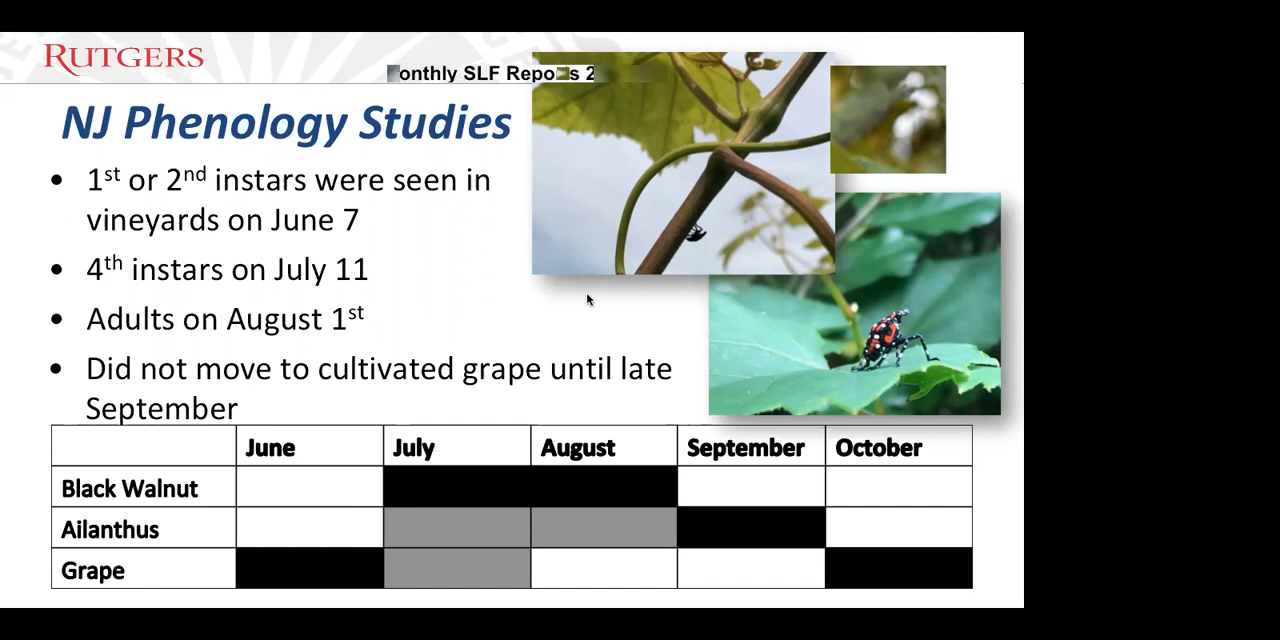 RUTGERS
onthly SLF Repo s 2
NJ Phenology Studies
• 1st or 2nd instars were seen in
vineyards on June 7
• 4th instars on July 11
• Adults on August 1st
• Did not move to cultivated grape until late
September
June July August September October
Black Walnut
Ailanthus
Grape